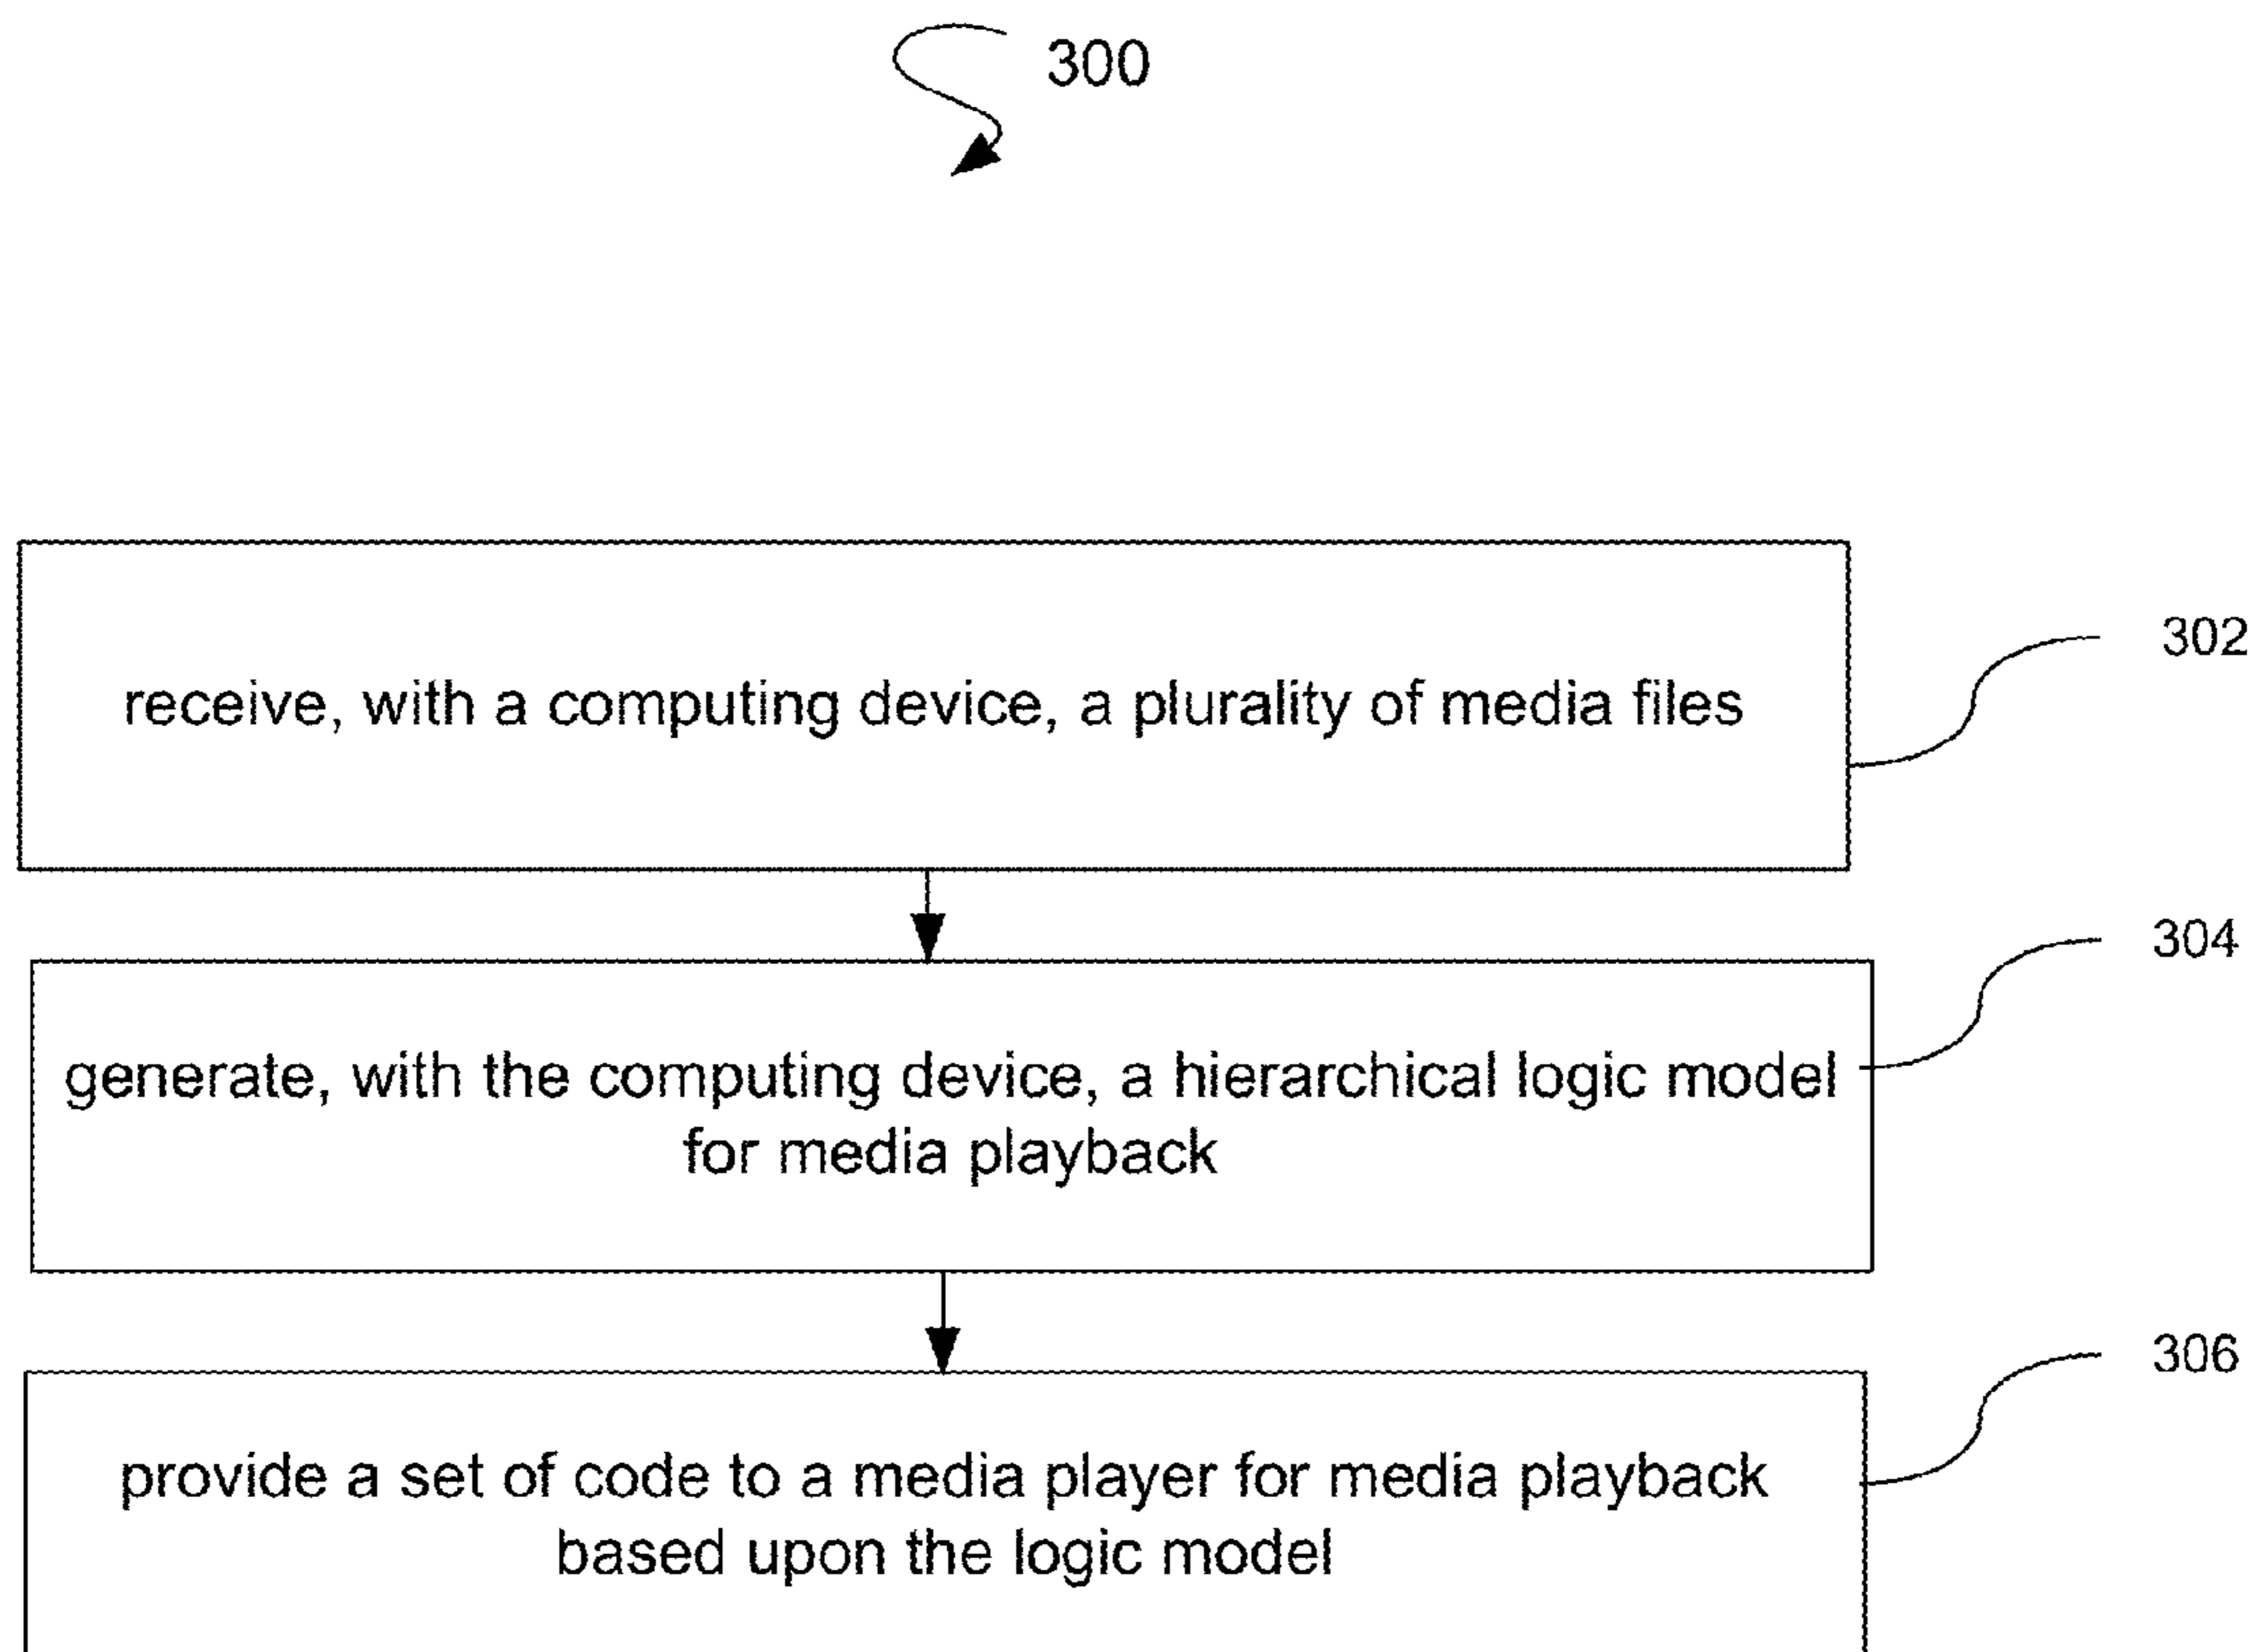 300
receive, with a computing device, a plurality of media files
302
generate, with the computing device, a hierarchical logic model
for media playback
304
provide a set of code to a media player for media playback
based upon the logic model
306